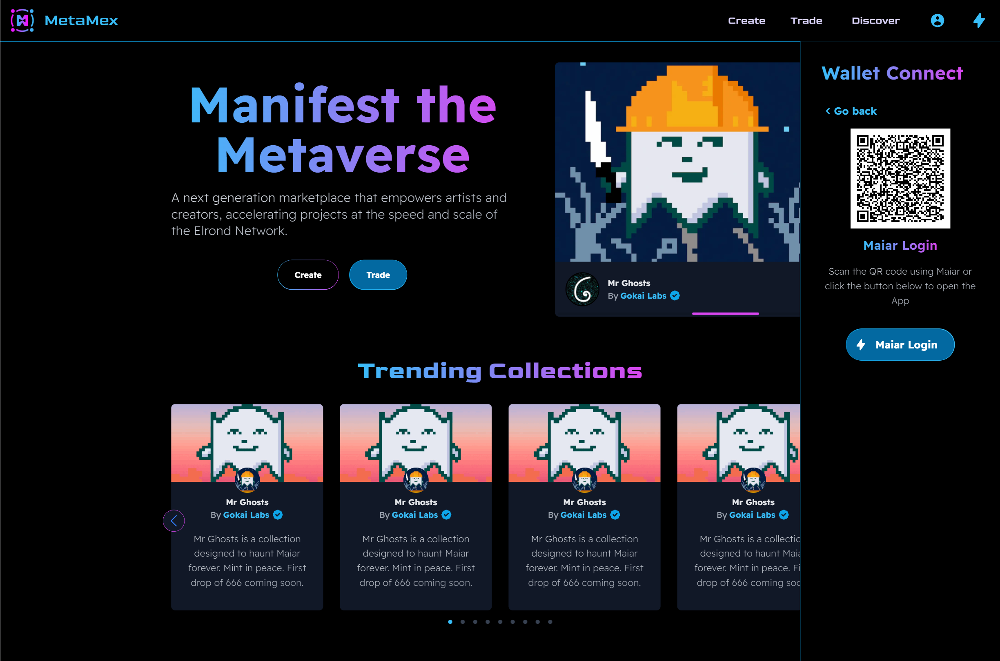 MetaMex
Create
Trade
Discover
Manifest the
Metaverse
A next generation marketplace that empowers artists and
creators, accelerating projects at the speed and scale of
the Elrond Network.
Create
Trade
Mr Ghosts
By Gokai Labs
Wallet Connect
Go back
Maiar Login
Scan the QR code using Maiar or
click the button below to open the
App
Maiar Login
Trending Collections
Mr Ghosts
By Gokai Labs
Mr Ghosts is a collection
designed to haunt Maiar
forever. Mint in peace. First
drop of 666 coming soon.
Mr Ghosts
By Gokai Labs
Mr Ghosts is a collection
designed to haunt Maiar
forever. Mint in peace. First
drop of 666 coming soon.
Mr Ghosts
By Gokai Labs
Mr Ghosts is a collection
designed to haunt Maiar
forever. Mint in peace. First
drop of 666 coming soon.
Mr Ghosts
By Gokai Labs
Mr Ghosts is a
designed to haunt
forever. Mint in peace.
drop of 666 coming